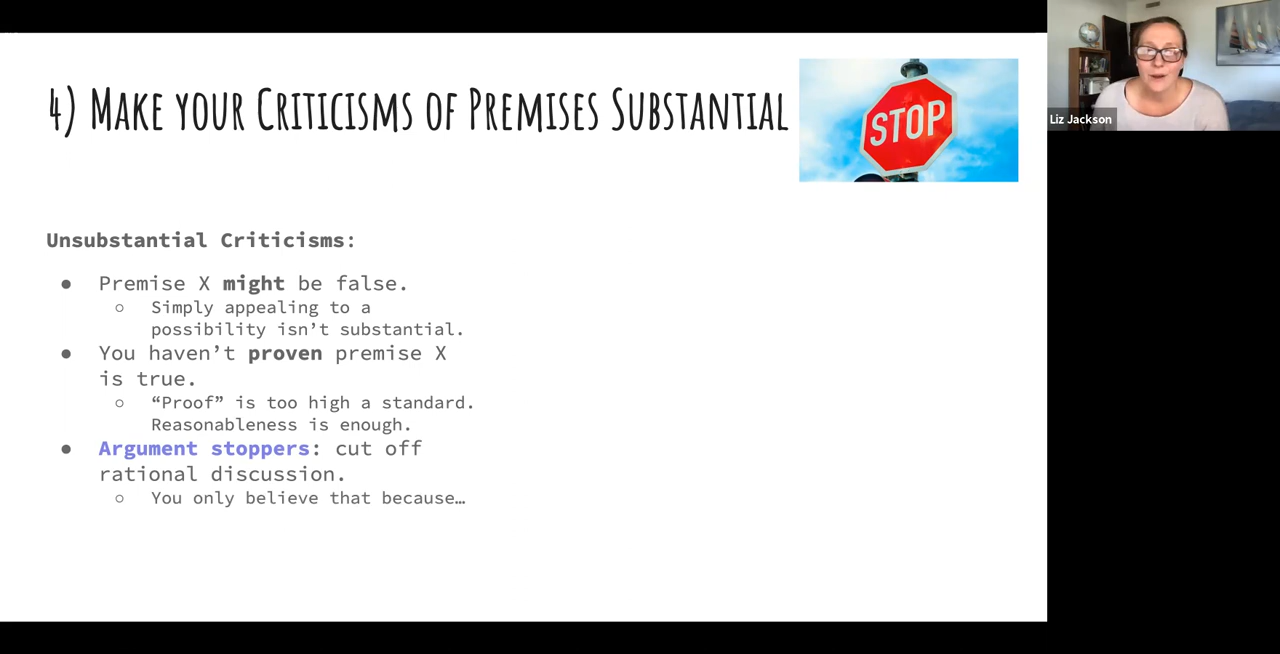 4) Make your Criticisms of Premises Substantial
STOP
Liz Jackson
Unsubstantial Criticisms:
● Premise X might be false.
○ Simply appealing to a
possibility isn’t substantial.
● You haven’t proven premise X
is true.
○ “Proof” is too high a standard.
Reasonableness is enough.
● Argument stoppers: cut off
rational discussion.
○ You only believe that because…